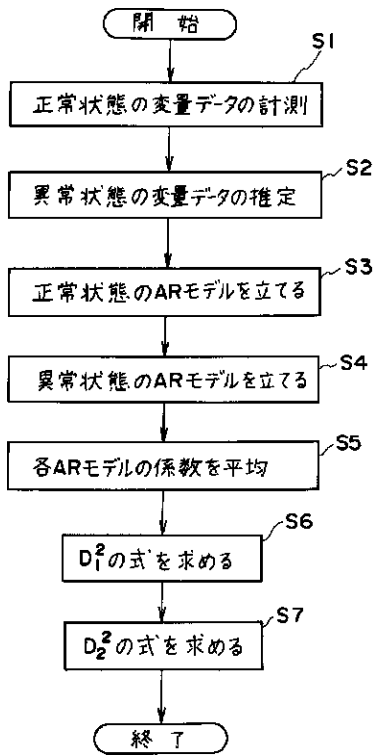 開始
S1
正常状態の変量データの計測
S2
異常状態の変量データの推定
S3
正常状態のARモデルを立てる
S4
異常状態のARモデルを立てる
S5
各ARモデルの係数を平均
S6
D₁²の式を求める
S7
D₂²の式を求める
終了